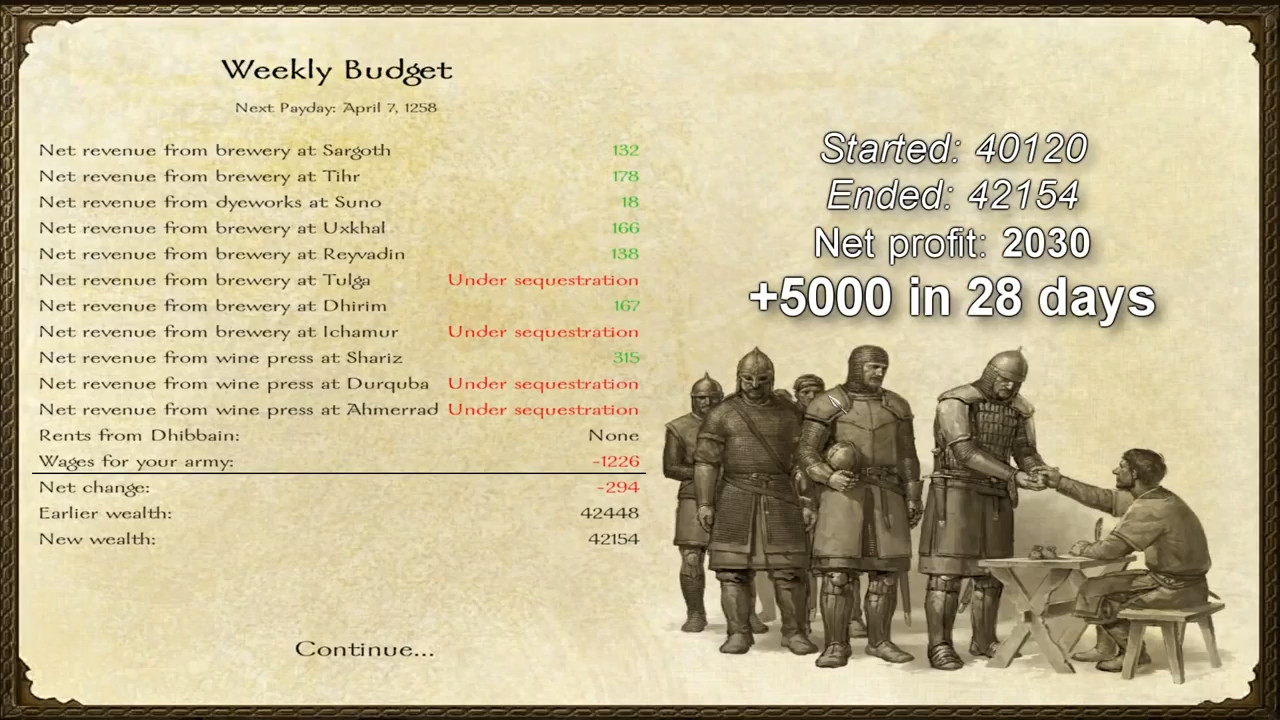 Weekly Budget
Next Payday: April 7, 1258
Net revenue from brewery at Sargoth 132
Net revenue from brewery at Tihr 178
Net revenue from dyeworks at Suno 18
Net revenue from brewery at Uxkhal 166
Net revenue from brewery at Reyvadin 138
Net revenue from brewery at Tulga Under sequestration
Net revenue from brewery at Dhirim 167
Net revenue from brewery at Ichamur Under sequestration
Net revenue from wine press at Shariz 315
Net revenue from wine press at Durquba Under sequestration
Net revenue from wine press at Ahmerrad Under sequestration
Rents from Dhibbain: None
Wages for your army: -1226
Net change: -294
Earlier wealth: 42448
New wealth: 42154
Continue...
Started: 40120
Ended: 42154
Net profit: 2030
+5000 in 28 days